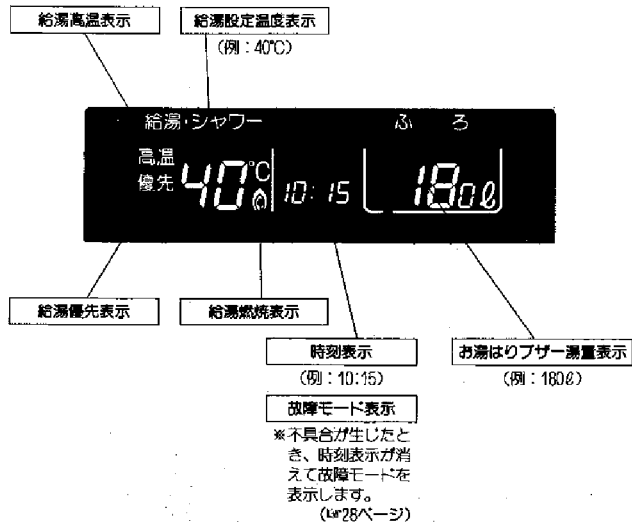 給湯高温表示
給湯設定温度表示
(例：40℃)
給湯・シャワー
ふろ
高温
優先
40℃
10:15
180ℓ
給湯優先表示
給湯燃焼表示
時刻表示
(例：10:15)
お湯はりブザー湯量表示
(例：180ℓ)
故障モード表示
※不具合が生じたと
き、時刻表示が消
えて故障モードを
表示します。
(☞28ページ)